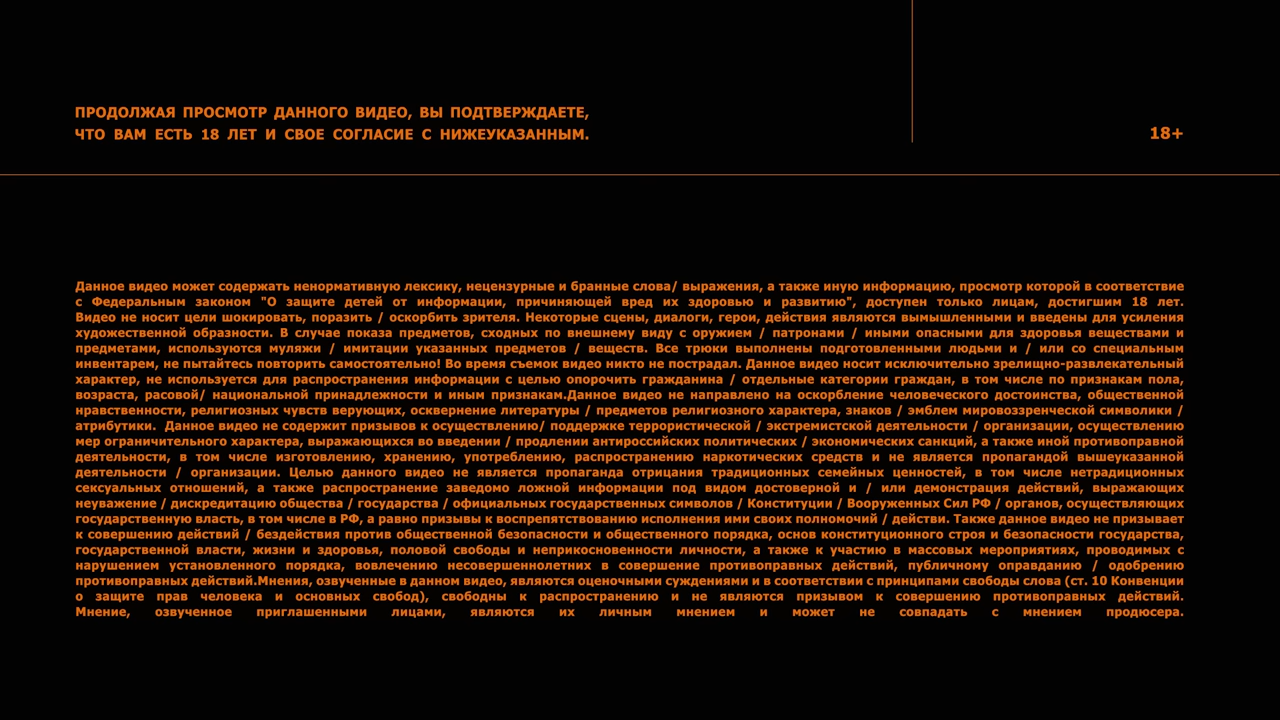 ПРОДОЛЖАЯ ПРОСМОТР ДАННОГО ВИДЕО, ВЫ ПОДТВЕРЖДАЕТЕ,
ЧТО ВАМ ЕСТЬ 18 ЛЕТ И СВОЕ СОГЛАСИЕ С НИЖЕУКАЗАННЫМ.
18+
Данное видео может содержать ненормативную лексику, нецензурные и бранные слова/ выражения, а также иную информацию, просмотр которой в соответствие
с Федеральным законом "О защите детей от информации, причиняющей вред их здоровью и развитию", доступен только лицам, достигшим 18 лет.
Видео не носит цели шокировать, поразить / оскорбить зрителя. Некоторые сцены, диалоги, герои, действия являются вымышленными и введены для усиления
художественной образности. В случае показа предметов, сходных по внешнему виду с оружием / патронами / иными опасными для здоровья веществами и
предметами, используются муляжи / имитации указанных предметов / веществ. Все трюки выполнены подготовленными людьми и / или со специальным
инвентарем, не пытайтесь повторить самостоятельно! Во время съемок видео никто не пострадал. Данное видео носит исключительно зрелищно-развлекательный
характер, не используется для распространения информации с целью опорочить гражданина / отдельные категории граждан, в том числе по признакам пола,
возраста, расовой/ национальной принадлежности и иным признакам.Данное видео не направлено на оскорбление человеческого достоинства, общественной
нравственности, религиозных чувств верующих, осквернение литературы / предметов религиозного характера, знаков / эмблем мировоззренческой символики /
атрибутики. Данное видео не содержит призывов к осуществлению/ поддержке террористической / экстремистской деятельности / организации, осуществлению
мер ограничительного характера, выражающихся во введении / продлении антироссийских политических / экономических санкций, а также иной противоправной
деятельности, в том числе изготовлению, хранению, употреблению, распространению наркотических средств и не является пропагандой вышеуказанной
деятельности / организации. Целью данного видео не является пропаганда отрицания традиционных семейных ценностей, в том числе нетрадиционных
сексуальных отношений, а также распространение заведомо ложной информации под видом достоверной и / или демонстрация действий, выражающих
неуважение / дискредитацию общества / государства / официальных государственных символов / Конституции / Вооруженных Сил РФ / органов, осуществляющих
государственную власть, в том числе в РФ, а равно призывы к воспрепятствованию исполнения ими своих полномочий / действи. Также данное видео не призывает
к совершению действий / бездействия против общественной безопасности и общественного порядка, основ конституционного строя и безопасности государства,
государственной власти, жизни и здоровья, половой свободы и неприкосновенности личности, а также к участию в массовых мероприятиях, проводимых с
нарушением установленного порядка, вовлечению несовершеннолетних в совершение противоправных действий, публичному оправданию / одобрению
противоправных действий.Мнения, озвученные в данном видео, являются оценочными суждениями и в соответствии с принципами свободы слова (ст. 10 Конвенции
о защите прав человека и основных свобод), свободны к распространению и не являются призывом к совершению противоправных действий.
Мнение, озвученное приглашенными лицами, являются их личным мнением и может не совпадать с мнением продюсера.